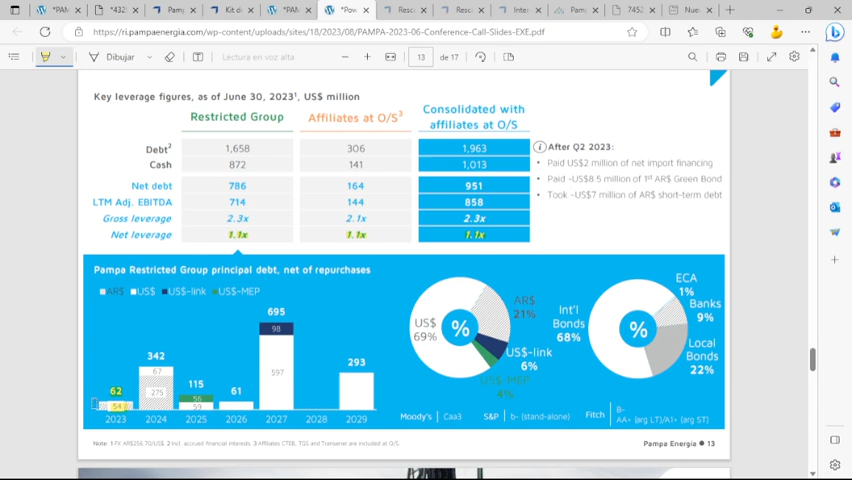 *PAM
*432!
Pamp
Kit di
*PAN
*Pow
Resca
Resca
Inter
Pampa
7452
Nue
https://ri.pampaenergia.com/wp-content/uploads/sites/18/2023/08/PAMPA-2023-06-Conference-Call-Slides-EXE.pdf
Dibujar
Lectura en voz alta
13 de 17
Key leverage figures, as of June 30, 2023¹, US$ million
Restricted Group Affiliates at O/S³ Consolidated with affiliates at O/S
Debt² 1,658 306 1,963
Cash 872 141 1,013
Net debt 786 164 951
LTM Adj. EBITDA 714 144 858
Gross leverage 2.3x 2.1x 2.3x
Net leverage 1.1x 1.1x 1.1x
After Q2 2023:
• Paid US$2 million of net import financing
• Paid ~US$8.5 million of 1st AR$ Green Bond
• Took ~US$7 million of AR$ short-term debt
Pampa Restricted Group principal debt, net of repurchases
AR$ US$ US$-link US$-MEP
62
54
2023
342
67
275
2024
115
56
59
2025
61
2026
695
98
597
2027
2028
293
2029
%
US$
69%
AR$
21%
US$-link
6%
US$-MEP
4%
%
Int'l
Bonds
68%
ECA
1%
Banks
9%
Local
Bonds
22%
Moody's Caa3
S&P b- (stand-alone)
Fitch
B-
AA+ (arg LT)/A1+ (arg ST)
Note: 1 FX AR$256.70/US$. 2 Incl. accrued financial interests. 3 Affiliates CTEB, TGS and Transener are included at O/S.
Pampa Energía ● 13